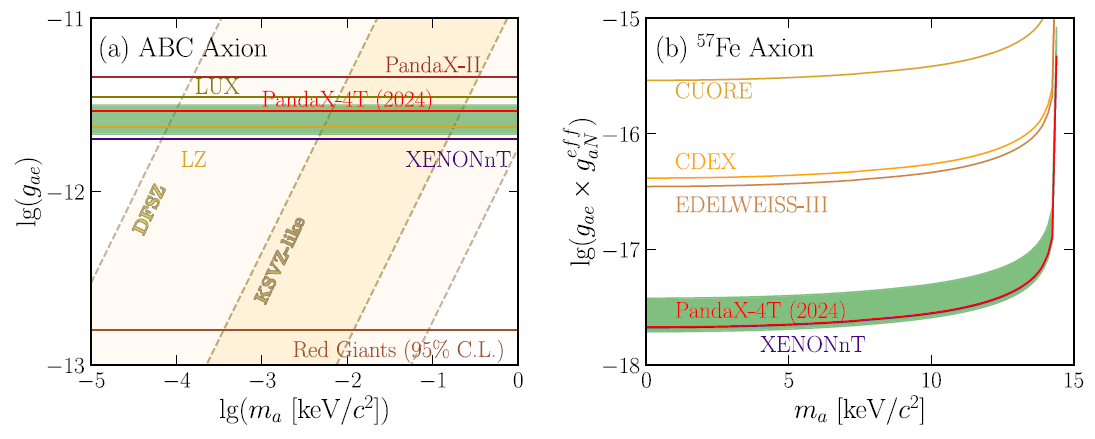 (a) ABC Axion
PandaX-II
LUX
PandaX-4T (2024)
LZ
XENONnT
DFSZ
KSVZ-like
Red Giants (95% C.L.)
−11
−12
−13
lg(g_ae)
−5 −4 −3 −2 −1 0
lg(m_a [keV/c²])
(b) ⁵⁷Fe Axion
CUORE
CDEX
EDELWEISS-III
PandaX-4T (2024)
XENONnT
−15
−16
−17
−18
lg(g_ae × g_aN^eff)
0 5 10 15
m_a [keV/c²]